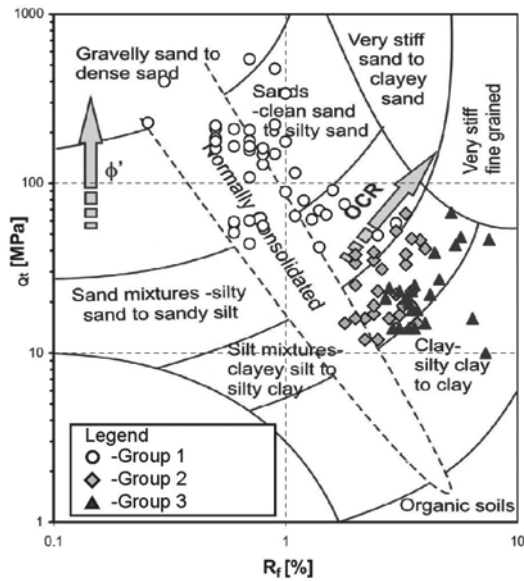 1000
100
10
1
Qt [MPa]
Gravelly sand to
dense sand
Very stiff
sand to
clayey
sand
Very stiff
fine grained
Sands
-clean sand
to silty sand
ϕ'
Normally Consolidated
OCR
Sand mixtures -silty
sand to sandy silt
Silt mixtures-
clayey silt to
silty clay
Clay-
silty clay
to clay
Organic soils
Legend
-Group 1
-Group 2
-Group 3
0.1
1
10
Rf [%]